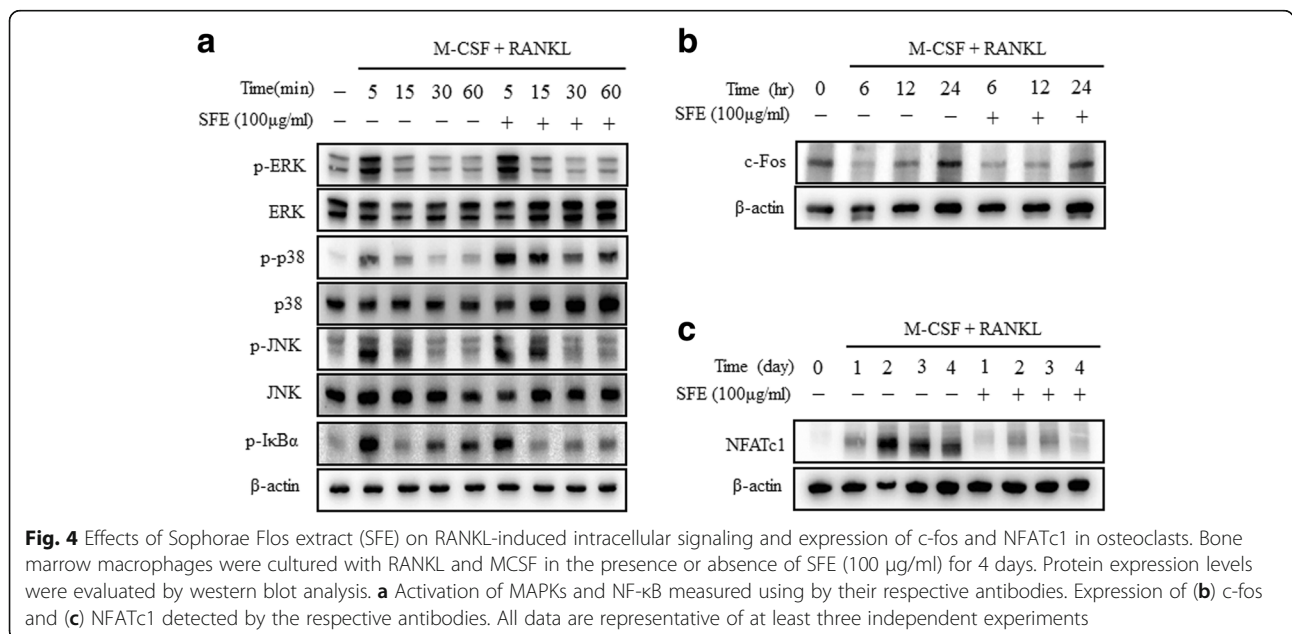 a
M-CSF + RANKL
Time(min) – 5 15 30 60 5 15 30 60
SFE (100µg/ml) – – – – – + + + +
p-ERK
ERK
p-p38
p38
p-JNK
JNK
p-IκBα
β-actin
b
M-CSF + RANKL
Time (hr) 0 6 12 24 6 12 24
SFE (100µg/ml) – – – – + + +
c-Fos
β-actin
c
M-CSF + RANKL
Time (day) 0 1 2 3 4 1 2 3 4
SFE (100µg/ml) – – – – – + + + +
NFATc1
β-actin
Fig. 4 Effects of Sophorae Flos extract (SFE) on RANKL-induced intracellular signaling and expression of c-fos and NFATc1 in osteoclasts. Bone
marrow macrophages were cultured with RANKL and MCSF in the presence or absence of SFE (100 µg/ml) for 4 days. Protein expression levels
were evaluated by western blot analysis. a Activation of MAPKs and NF-κB measured using by their respective antibodies. Expression of (b) c-fos
and (c) NFATc1 detected by the respective antibodies. All data are representative of at least three independent experiments